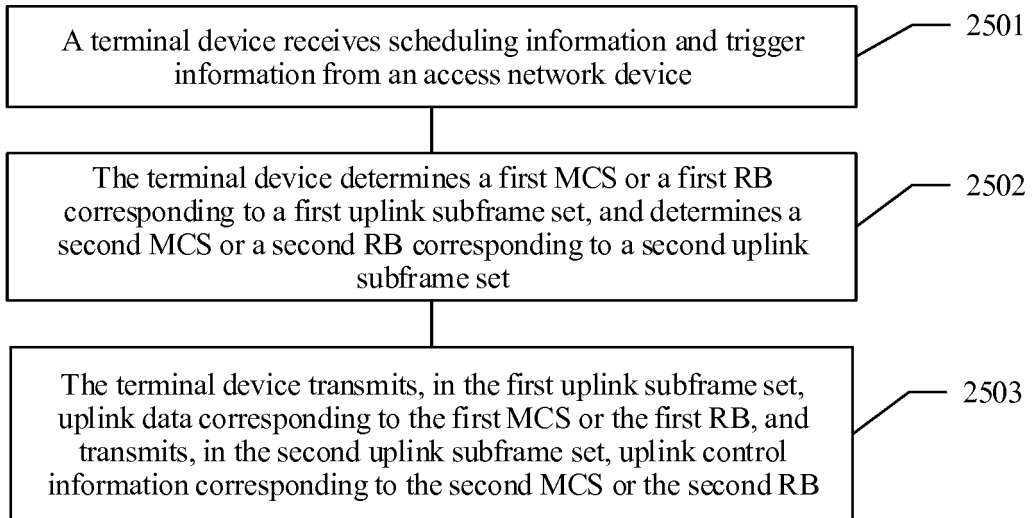 A terminal device receives scheduling information and trigger
information from an access network device
2501
The terminal device determines a first MCS or a first RB
corresponding to a first uplink subframe set, and determines a
second MCS or a second RB corresponding to a second uplink
subframe set
2502
The terminal device transmits, in the first uplink subframe set,
uplink data corresponding to the first MCS or the first RB, and
transmits, in the second uplink subframe set, uplink control
information corresponding to the second MCS or the second RB
2503